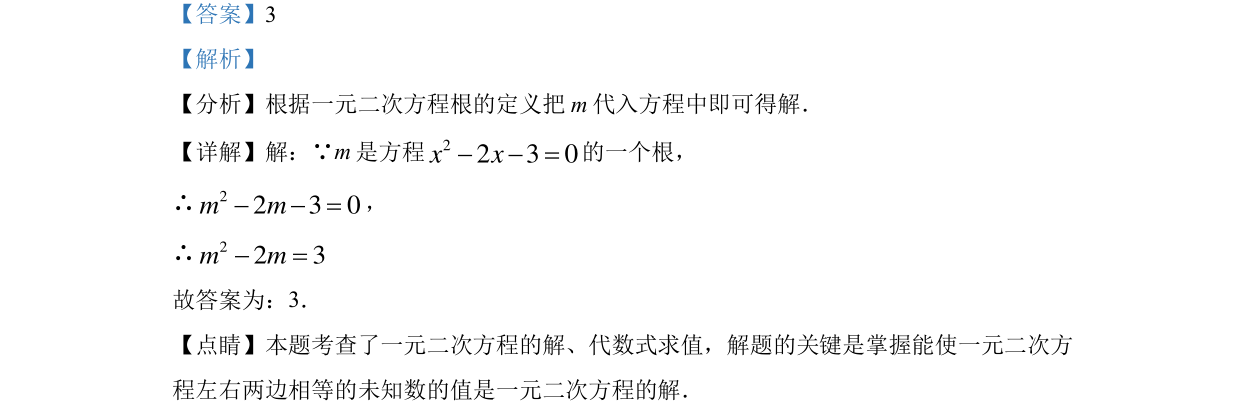 【答案】3
【解析】
【分析】根据一元二次方程根的定义把 m 代入方程中即可得解．
【详解】解：∵m 是方程 x² − 2x − 3 = 0 的一个根，
∴ m² − 2m − 3 = 0，
∴ m² − 2m = 3
故答案为：3．
【点睛】本题考查了一元二次方程的解、代数式求值，解题的关键是掌握能使一元二次方
程左右两边相等的未知数的值是一元二次方程的解．